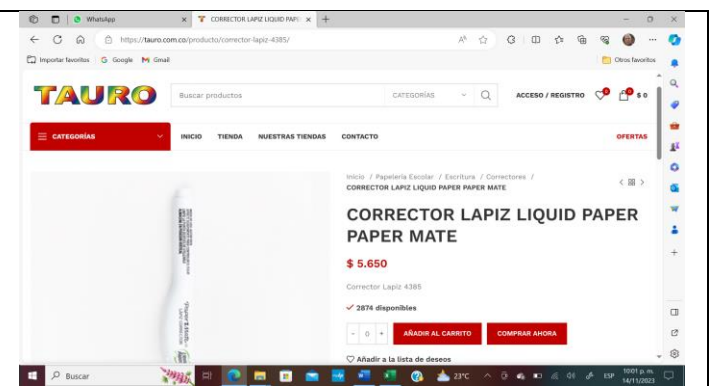 WhatsApp
CORRECTOR LAPIZ LIQUID PAPE
https://tauro.com.co/producto/corrector-lapiz-4385/
Importar favoritos
Google
Gmail
Otros favoritos
TAURO
Buscar productos
CATEGORÍAS
ACCESO / REGISTRO
0
0
$ 0
CATEGORÍAS
INICIO
TIENDA
NUESTRAS TIENDAS
CONTACTO
OFERTAS
Inicio / Papelería Escolar / Escritura / Correctores /
CORRECTOR LAPIZ LIQUID PAPER PAPER MATE
CORRECTOR LAPIZ LIQUID PAPER
PAPER MATE
$ 5.650
Corrector Lapiz 4385
2874 disponibles
- 0 +
AÑADIR AL CARRITO
COMPRAR AHORA
Añadir a la lista de deseos
Buscar
23°C
ESP
10:01 p. m.
14/11/2023